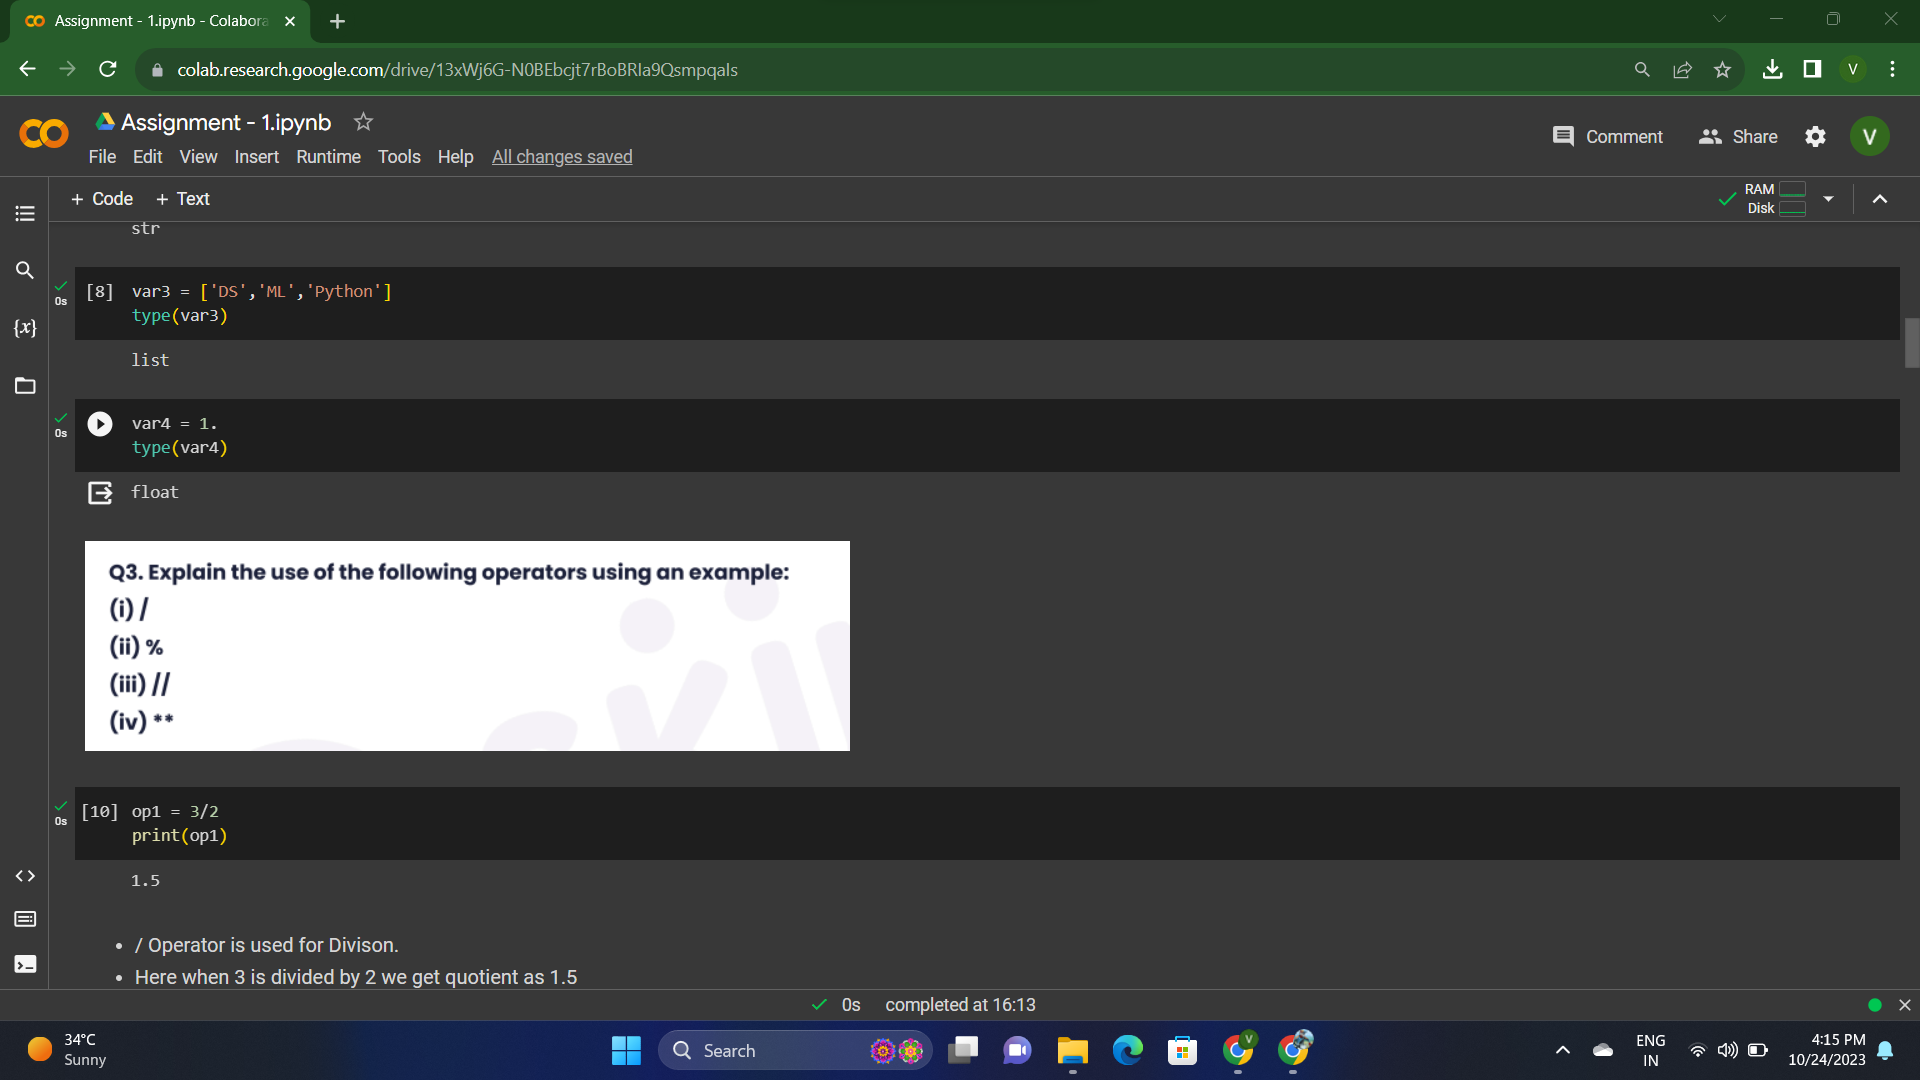 Assignment - 1.ipynb - Colabora
colab.research.google.com/drive/13xWj6G-N0BEbcjt7rBoBRIa9Qsmpqals
V
Assignment - 1.ipynb
Comment
Share
V
File Edit View Insert Runtime Tools Help All changes saved
+ Code + Text
RAM
Disk
str
[8] var3 = ['DS','ML','Python']
0s
type(var3)
list
var4 = 1.
0s
type(var4)
float
Q3. Explain the use of the following operators using an example:
(i) /
(ii) %
(iii) //
(iv) **
[10] op1 = 3/2
0s
print(op1)
1.5
• / Operator is used for Divison.
• Here when 3 is divided by 2 we get quotient as 1.5
0s completed at 16:13
34°C
Sunny
Search
V
ENG
IN
4:15 PM
10/24/2023